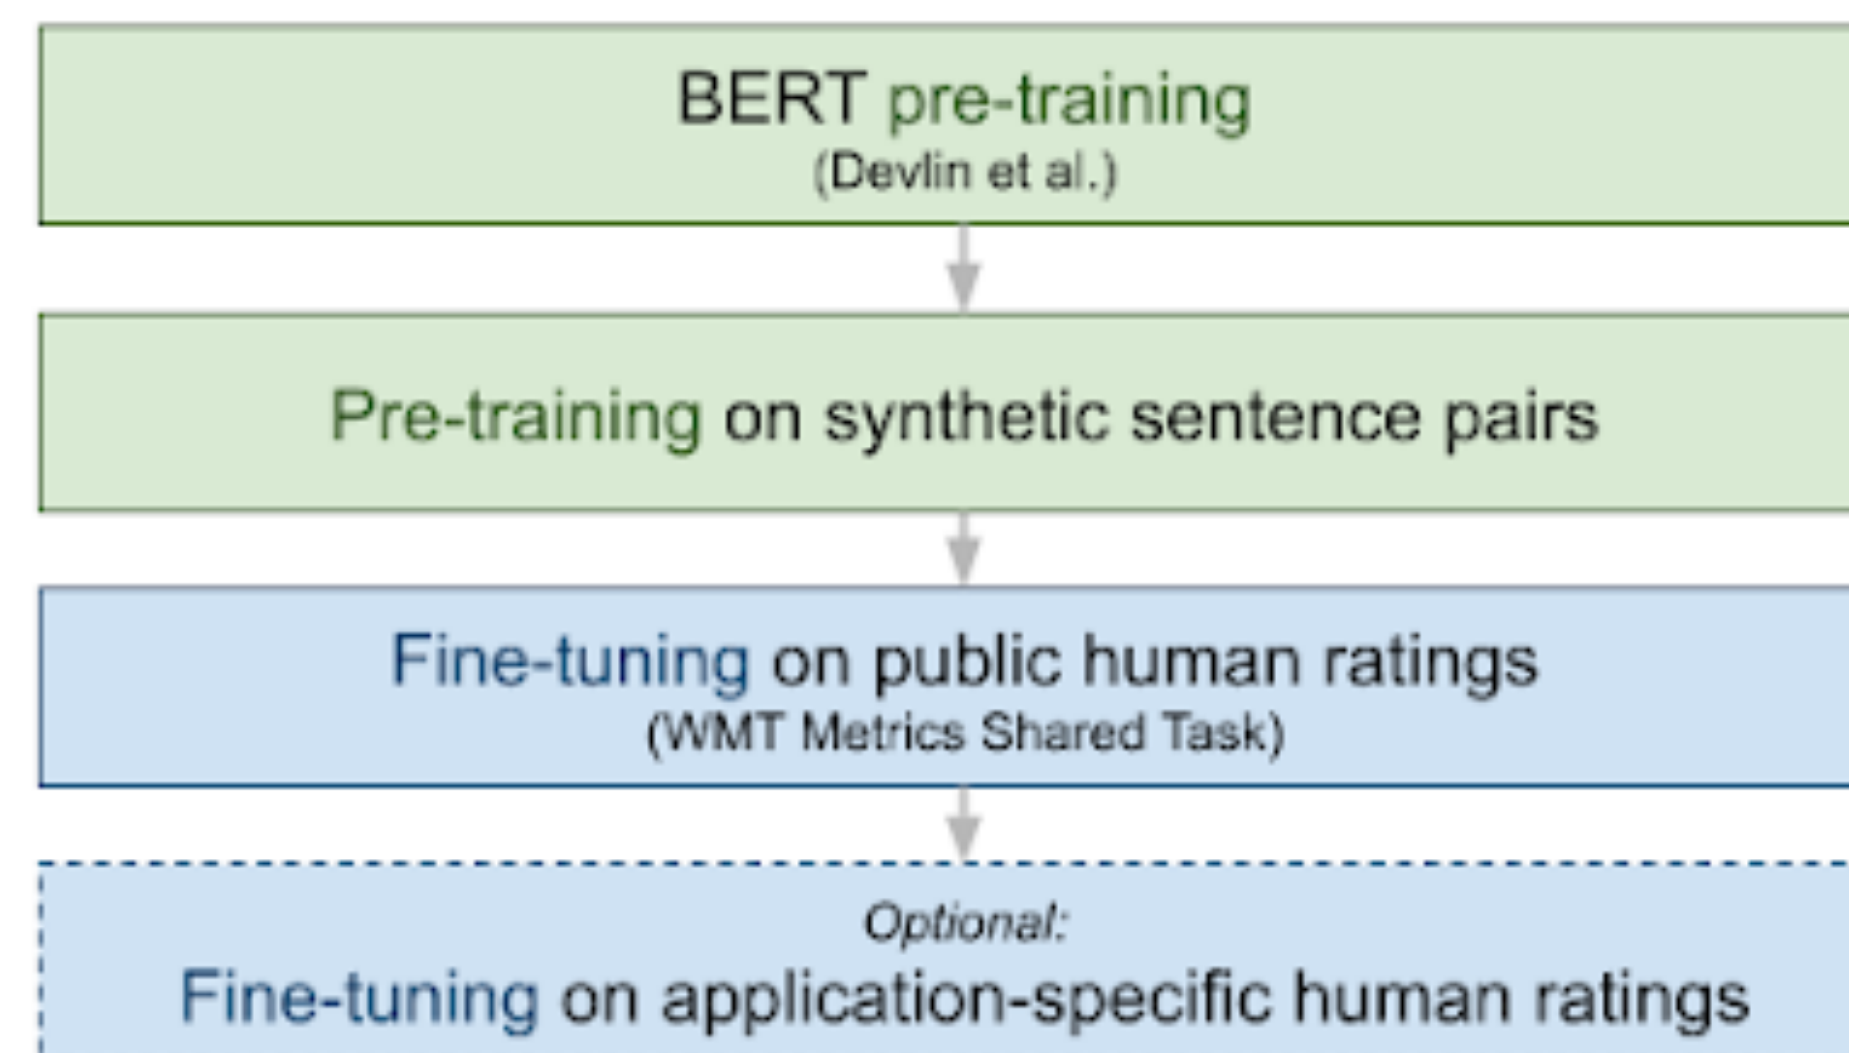 BERT pre-training
(Devlin et al.)
Pre-training on synthetic sentence pairs
Fine-tuning on public human ratings
(WMT Metrics Shared Task)
Optional:
Fine-tuning on application-specific human ratings